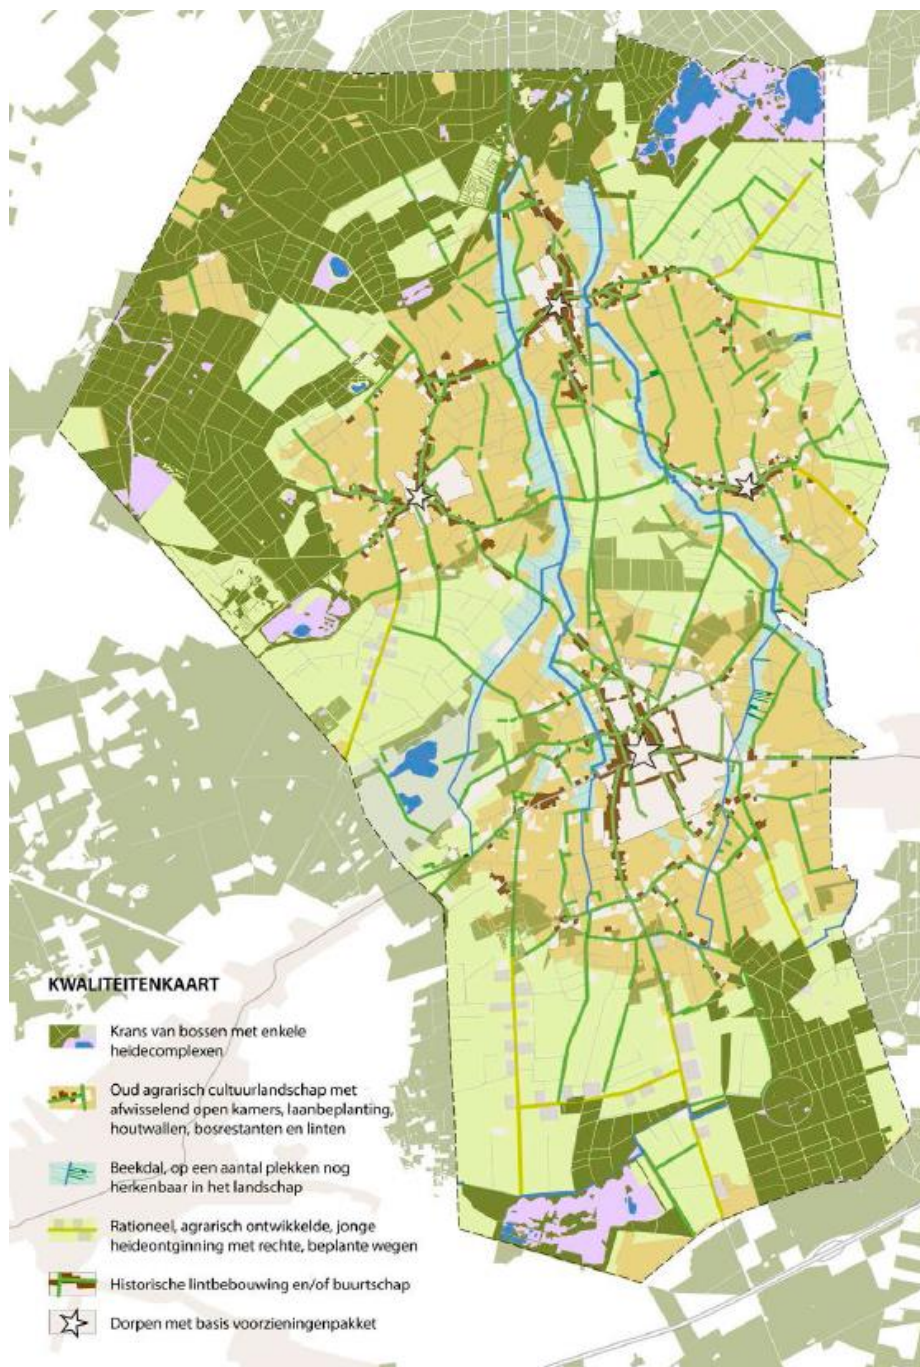 KWALITEITENKAART
Krans van bossen met enkele
heidecomplexen
Oud agrarisch cultuurlandschap met
afwisselend open kamers, laanbeplanting,
houtwallen, bosrestanten en linten
Beekdal, op een aantal plekken nog
herkenbaar in het landschap
Rationeel, agrarisch ontwikkelde, jonge
heideontginning met rechte, beplante wegen
Historische lintbebouwing en/of buurtschap
Dorpen met basis voorzieningenpakket